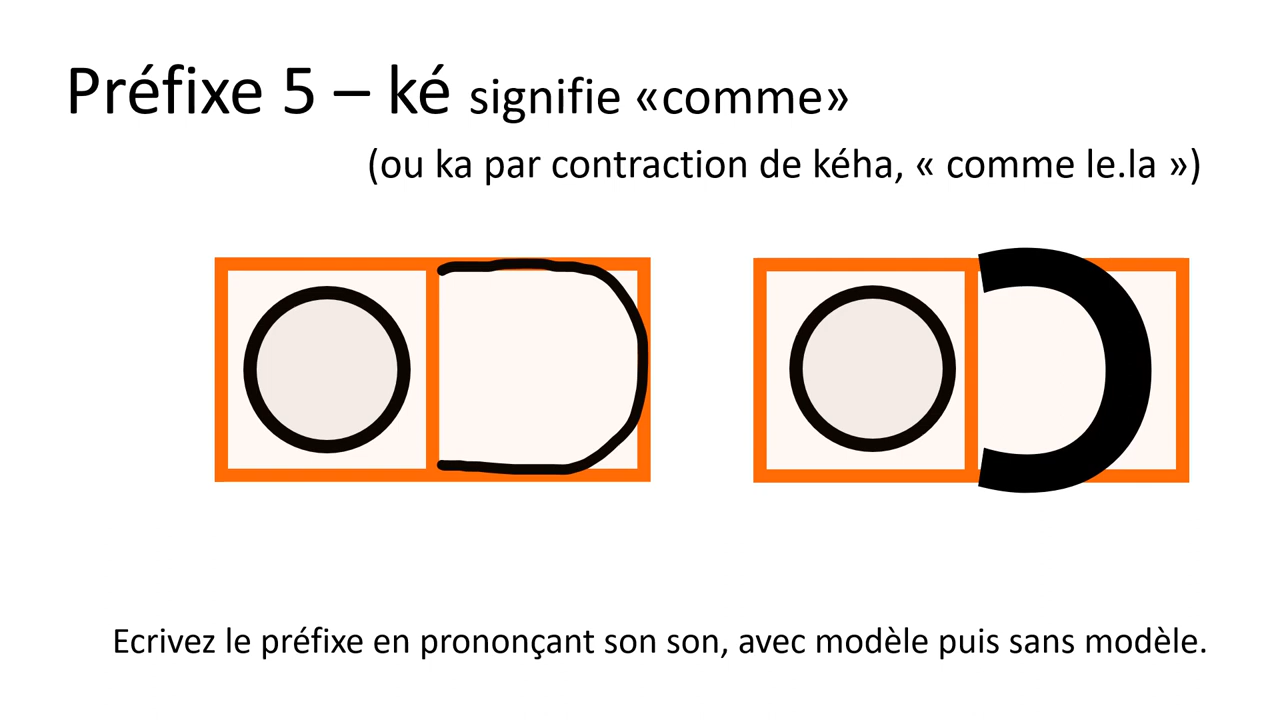 Préfixe 5 – ké signifie «comme»
(ou ka par contraction de kéha, « comme le.la »)
Ecrivez le préfixe en prononçant son son, avec modèle puis sans modèle.